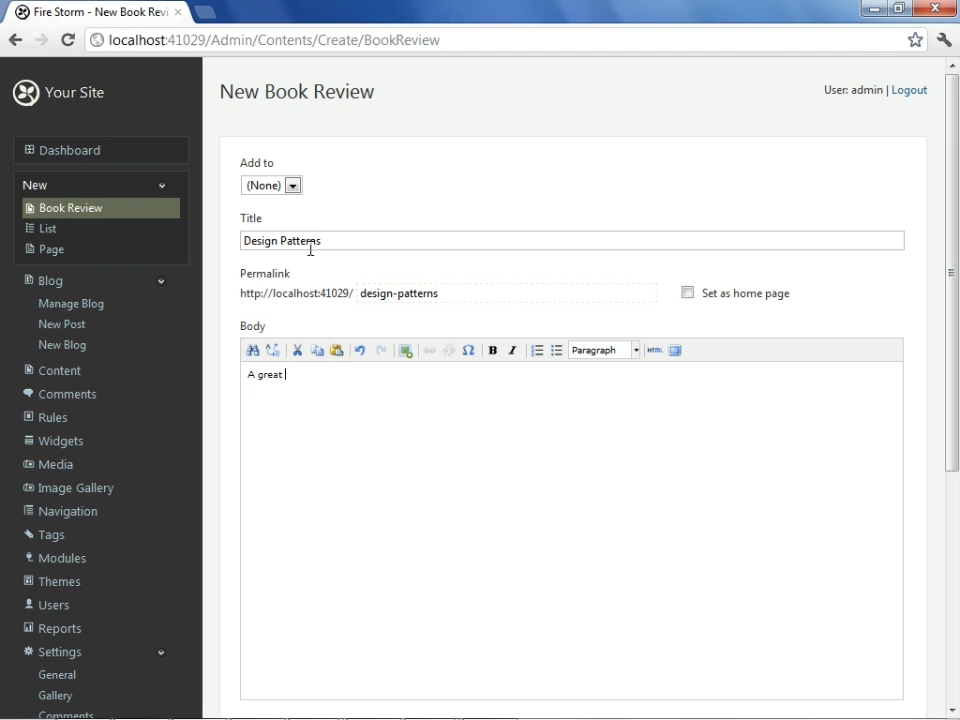 Fire Storm - New Book Revi
localhost:41029/Admin/Contents/Create/BookReview
Your Site
New Book Review
User: admin | Logout
Dashboard
New
Book Review
List
Page
Blog
Manage Blog
New Post
New Blog
Content
Comments
Rules
Widgets
Media
Image Gallery
Navigation
Tags
Modules
Themes
Users
Reports
Settings
General
Gallery
Comments
Add to
(None)
Title
Design Patterns
Permalink
http://localhost:41029/ design-patterns
Set as home page
Body
B I Paragraph HTML
A great